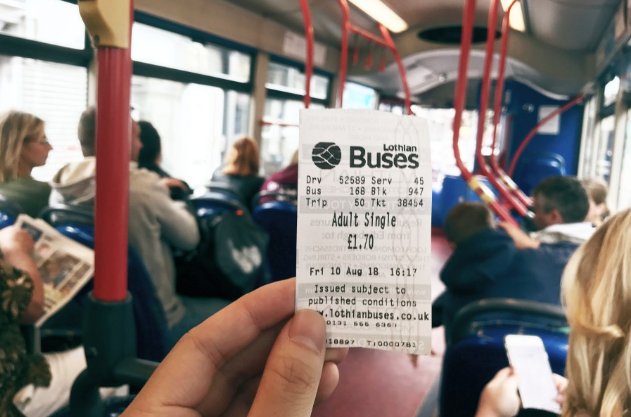 Lothian
Buses
Drv 52589 Serv 45
Bus 168 Blk 947
Trip 50 Tkt 38454
Adult Single
£1.70
Fri 10 Aug 18 16:17
Issued subject to
published conditions
w.lothianbuses.co.uk